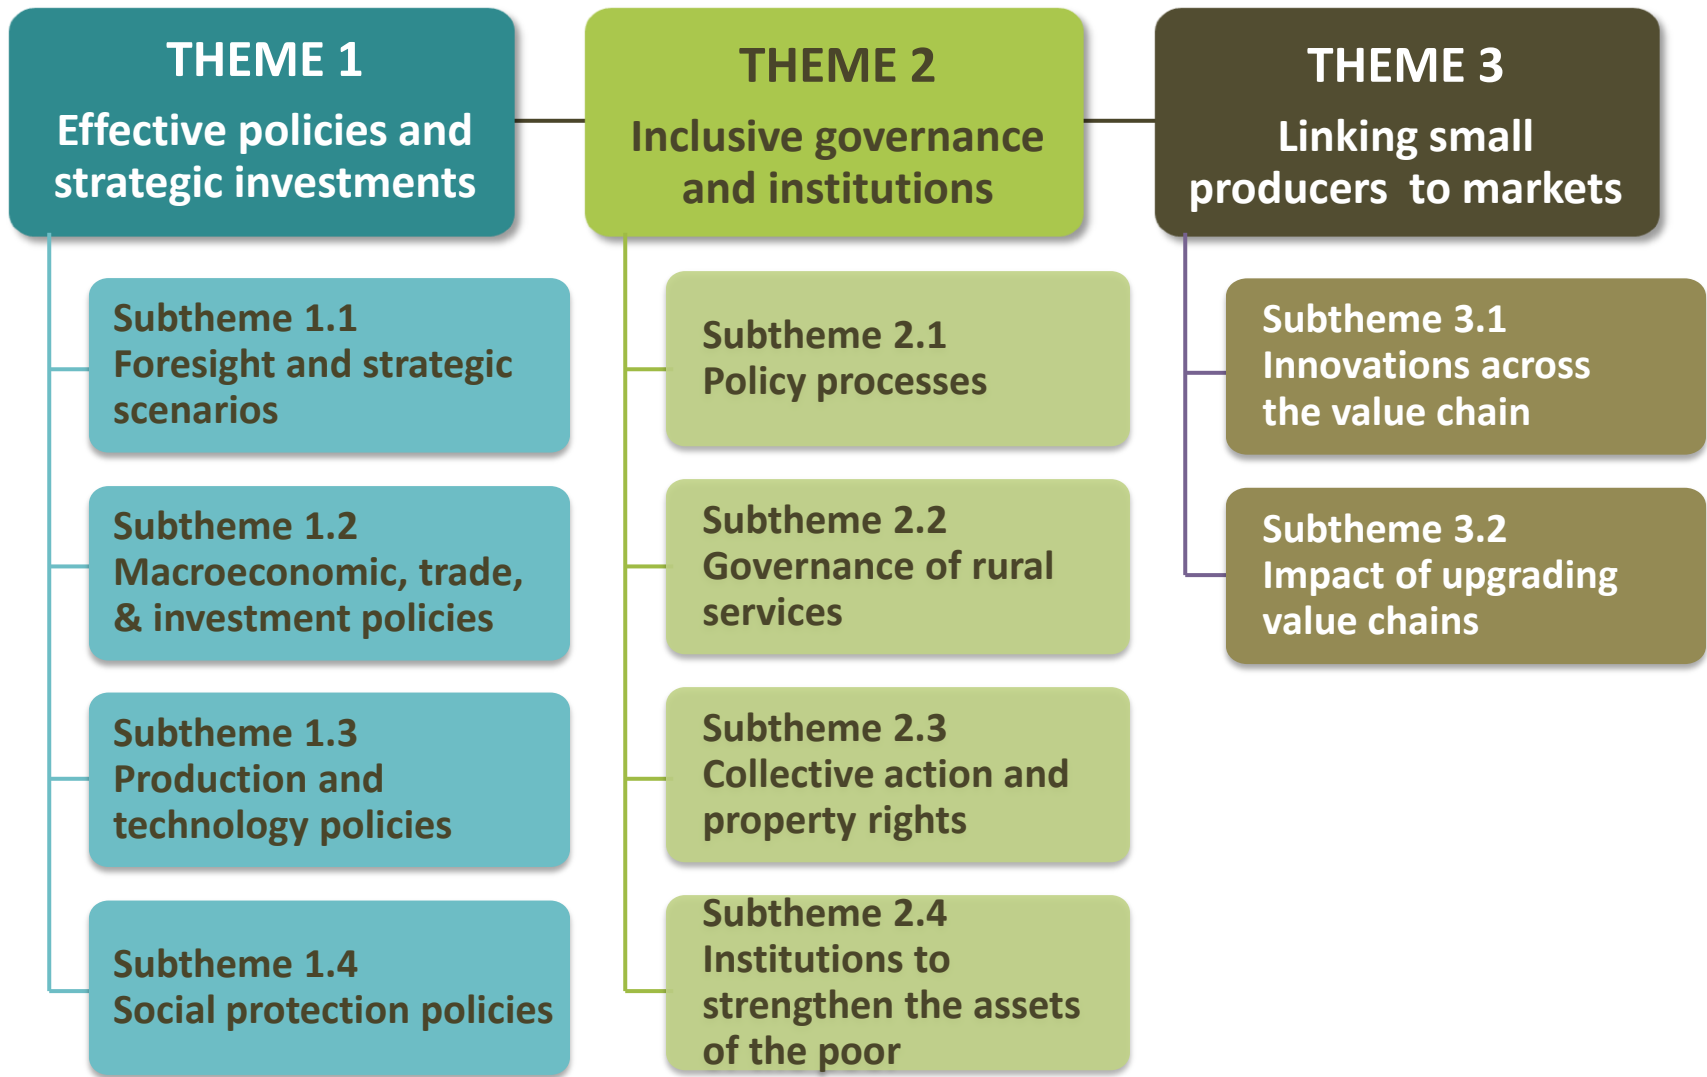 THEME 1
Effective policies and
strategic investments
Subtheme 1.1
Foresight and strategic
scenarios
Subtheme 1.2
Macroeconomic, trade,
& investment policies
Subtheme 1.3
Production and
technology policies
Subtheme 1.4
Social protection policies
THEME 2
Inclusive governance
and institutions
Subtheme 2.1
Policy processes
Subtheme 2.2
Governance of rural
services
Subtheme 2.3
Collective action and
property rights
Subtheme 2.4
Institutions to
strengthen the assets
of the poor
THEME 3
Linking small
producers  to markets
Subtheme 3.1
Innovations across
the value chain
Subtheme 3.2
Impact of upgrading
value chains